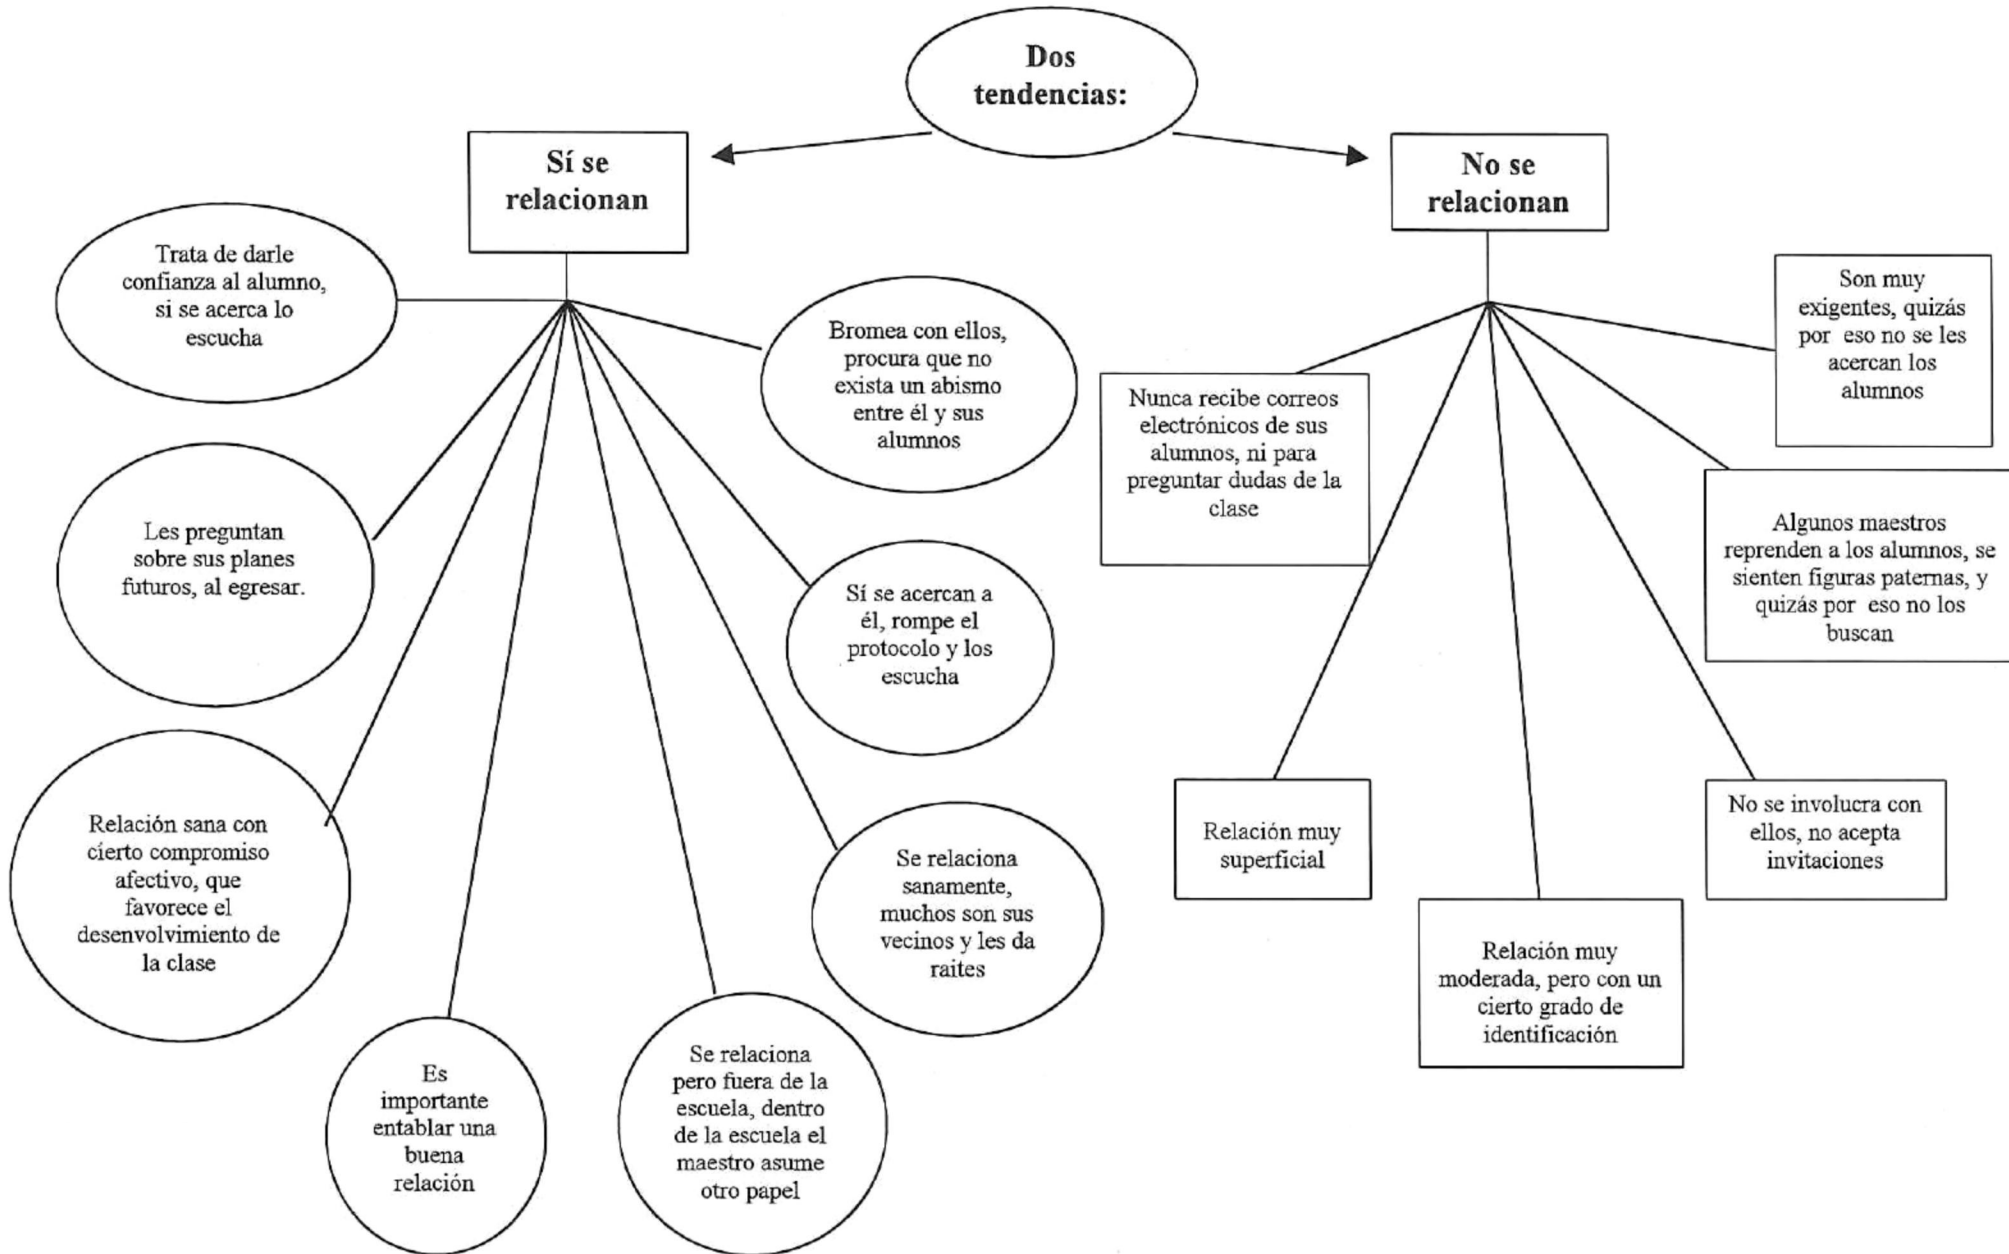 Dos
tendencias:
Sí se
relacionan
No se
relacionan
Trata de darle
confianza al alumno,
si se acerca lo
escucha
Bromea con ellos,
procura que no
exista un abismo
entre él y sus
alumnos
Les preguntan
sobre sus planes
futuros, al egresar.
Sí se acercan a
él, rompe el
protocolo y los
escucha
Relación sana con
cierto compromiso
afectivo, que
favorece el
desenvolvimiento de
la clase
Se relaciona
sanamente,
muchos son sus
vecinos y les da
raites
Es
importante
entablar una
buena
relación
Se relaciona
pero fuera de la
escuela, dentro
de la escuela el
maestro asume
otro papel
Son muy
exigentes, quizás
por eso no se les
acercan los
alumnos
Nunca recibe correos
electrónicos de sus
alumnos, ni para
preguntar dudas de la
clase
Algunos maestros
reprenden a los alumnos, se
sienten figuras paternas, y
quizás por eso no los
buscan
Relación muy
superficial
No se involucra con
ellos, no acepta
invitaciones
Relación muy
moderada, pero con un
cierto grado de
identificación